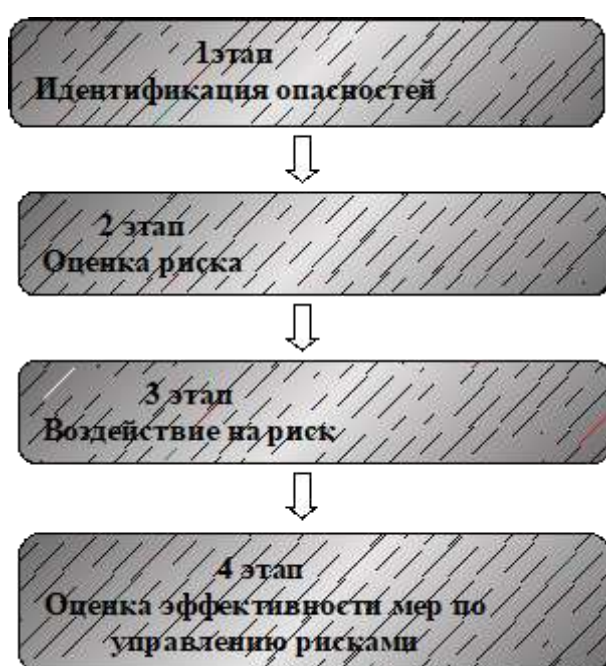 1этап
Идентификация опасностей
2 этап
Оценка риска
3 этап
Воздействие на риск
4 этап
Оценка эффективности мер по
управлению рисками